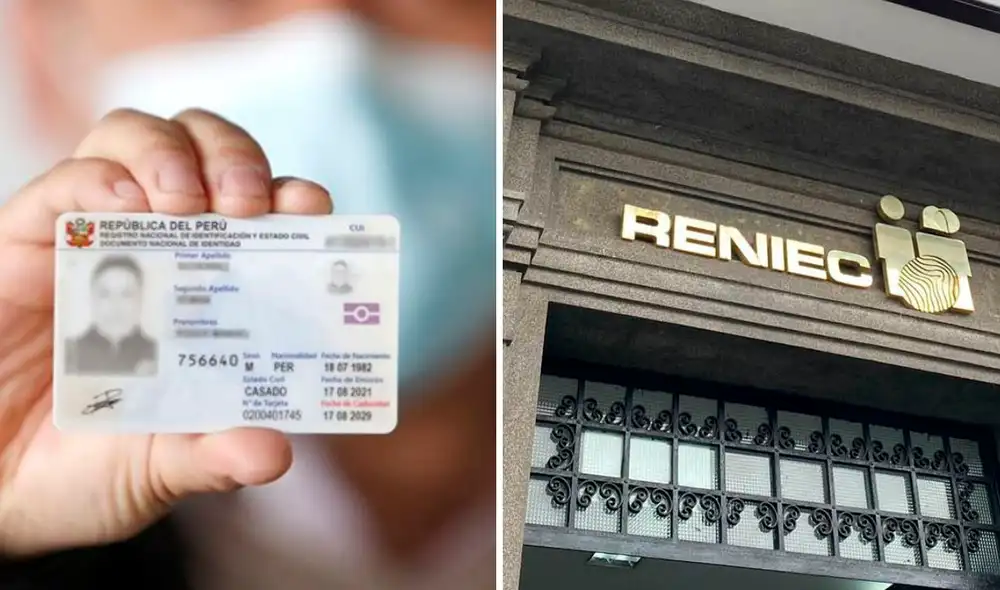 REPÚBLICA DEL PERÚ
REGISTRO NACIONAL DE IDENTIFICACIÓN Y ESTADO CIVIL
DOCUMENTO NACIONAL DE IDENTIDAD
CUI
Primer Apellido
Segundo Apellido
Prenombres
756640
Sexo Nacionalidad Fecha de Nacimiento
M PER 18 07 1982
Estado Civil Fecha de Emisión
CASADO 17 08 2021
N° de Tarjeta Fecha de Caducidad
0200401745 17 08 2029
RENIEC